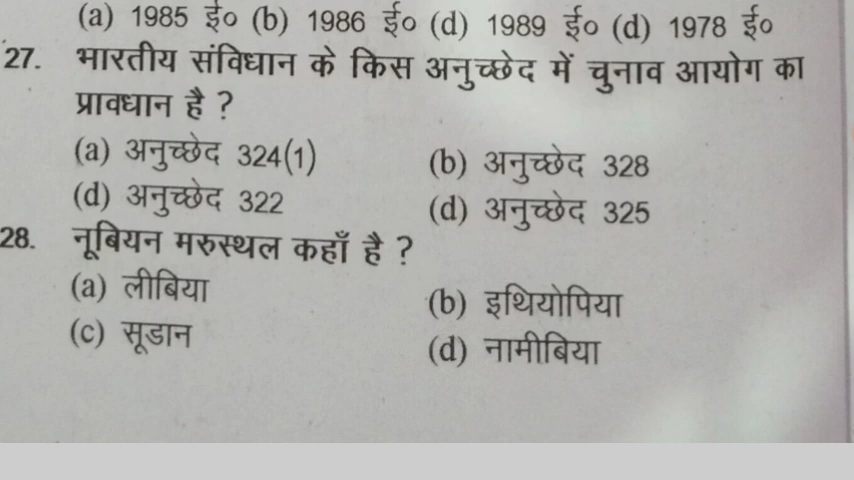 (a) 1985 ई० (b) 1986 ई० (d) 1989 ई० (d) 1978 ई०
27. भारतीय संविधान के किस अनुच्छेद में चुनाव आयोग का
प्रावधान है ?
(a) अनुच्छेद 324(1) (b) अनुच्छेद 328
(d) अनुच्छेद 322 (d) अनुच्छेद 325
28. नूबियन मरुस्थल कहाँ है ?
(a) लीबिया (b) इथियोपिया
(c) सूडान (d) नामीबिया